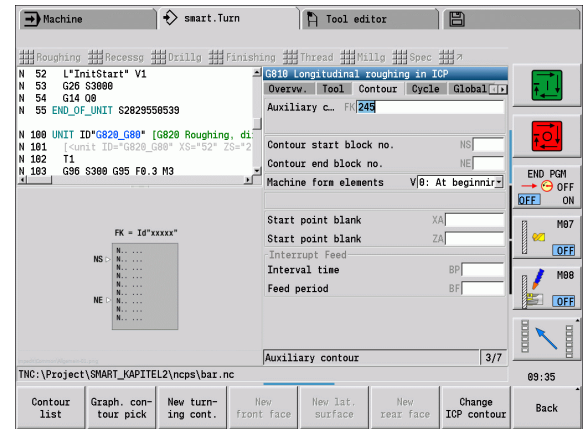 Machine
smart.Turn
Tool editor
Roughing Recessg Drillg Finishing Thread Millg Spec
N 52 L"InitStart" V1
N 53 G26 S3000
N 54 G14 Q0
N 55 END_OF_UNIT S2829550539
N 100 UNIT ID"G820_G80" [G820 Roughing, di
N 101 [<unit ID="G820_G80" XS="52" ZS="2
N 102 T1
N 103 G96 S300 G95 F0.3 M3
FK = Id"xxxxx"
NS
N.. ...
N.. ...
N.. ...
N.. ...
NE
N.. ...
N.. ...
N.. ...
G810 Longitudinal roughing in ICP
Overvw. Tool Contour Cycle Global
Auxiliary c… FK 245
Contour start block no. NS
Contour end block no. NE
Machine form elements V 0: At beginnir
Start point blank XA
Start point blank ZA
Interrupt Feed
Interval time BP
Feed period BF
Auxiliary contour 3/7
TNC:\Project\SMART_KAPITEL2\ncps\bar.nc
END PGM
OFF
OFF ON
M07
OFF
M08
OFF
09:35
Contour list
Graph. con-
tour pick
New turn-
ing cont.
New
front face
New lat.
surface
New
rear face
Change
ICP contour
Back